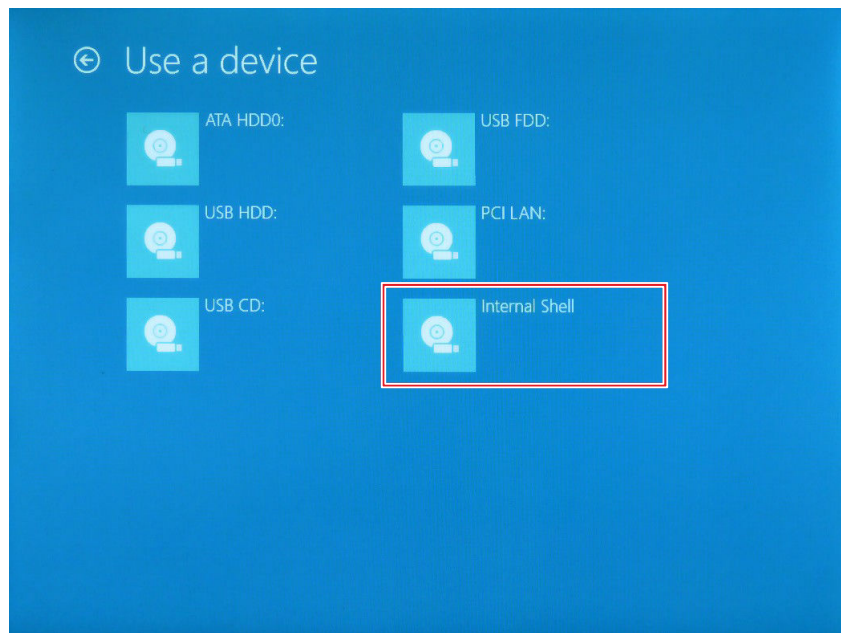 Use a device
ATA HDD0:
USB FDD:
USB HDD:
PCI LAN:
USB CD:
Internal Shell